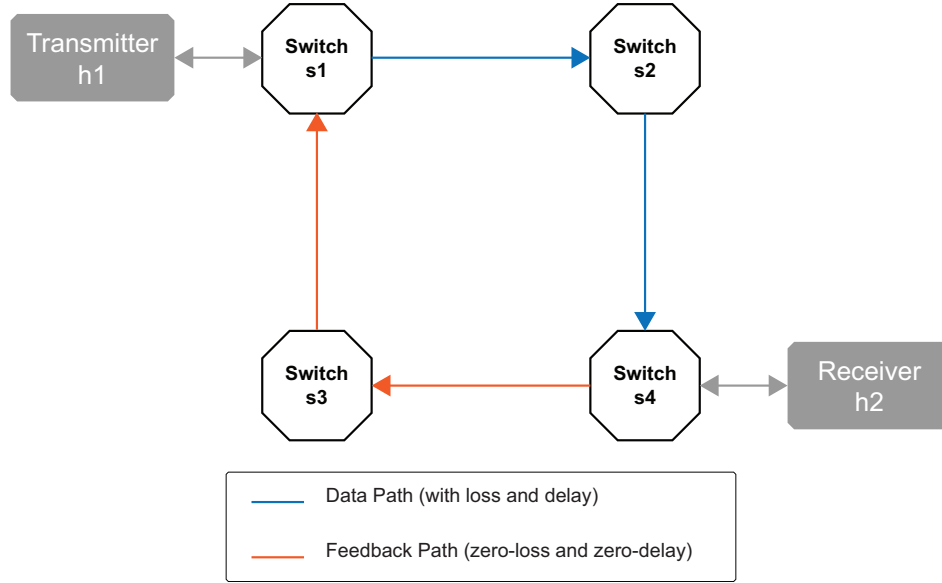 Transmitter
h1
Switch
s1
Switch
s2
Switch
s3
Switch
s4
Receiver
h2
Data Path (with loss and delay)
Feedback Path (zero-loss and zero-delay)